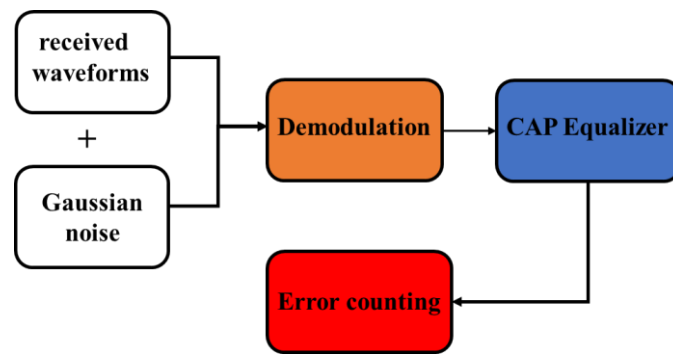 received
waveforms
+
Gaussian
noise
Demodulation
CAP Equalizer
Error counting